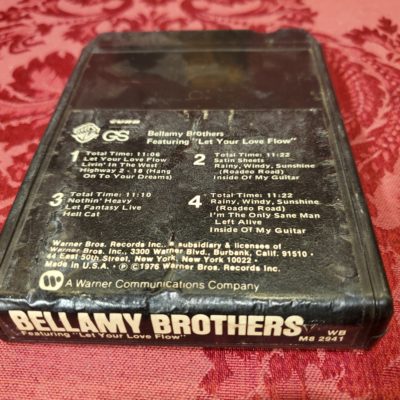 CURB
WB GS
Bellamy Brothers
Featuring "Let Your Love Flow"
1 Total Time: 11:06
Let Your Love Flow
Livin' In The West
Highway 2 - 18 (Hang
On To Your Dreams)
2 Total Time: 11:22
Satin Sheets
Rainy, Windy, Sunshine
(Roadeo Road)
Inside Of My Guitar
3 Total Time: 11:10
Nothin' Heavy
Let Fantasy Live
Hell Cat
4 Total Time: 11:22
Rainy, Windy, Sunshine
(Roadeo Road)
I'm The Only Sane Man
Left Alive
Inside Of My Guitar
Warner Bros. Records Inc., a subsidiary & licensee of
Warner Bros. Inc., 3300 Warner Blvd., Burbank, Calif. 91510 •
44 East 50th Street, New York, New York 10022 •
Made in U.S.A. • ℗ © 1976 Warner Bros. Records Inc.
A Warner Communications Company
BELLAMY BROTHERS
Featuring "Let Your Love Flow"
WB
M8 2941